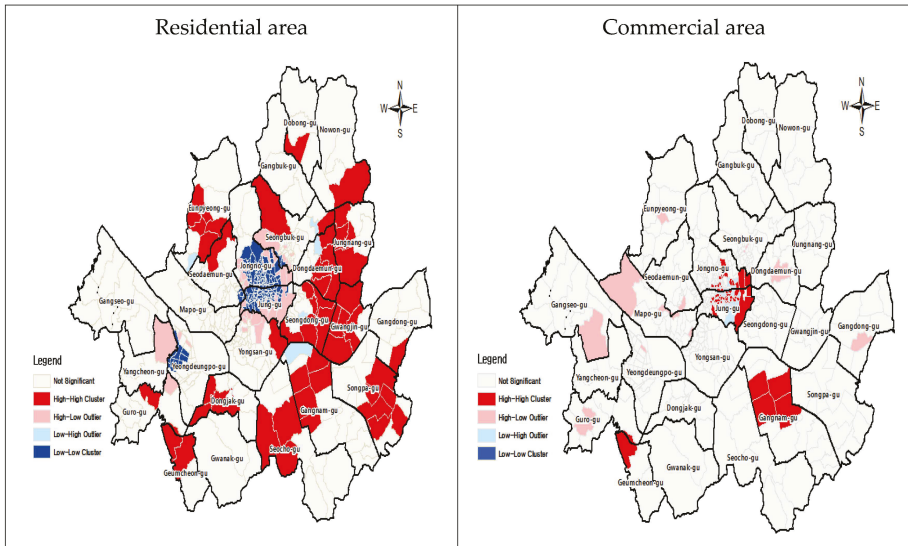 Residential area
N
W E
S
Dobong-gu
Nowon-gu
Gangbuk-gu
Eunpyeong-gu
Seongbuk-gu
Jungnang-gu
Jongno-gu
Dongdaemun-gu
Seodaemun-gu
Gangseo-gu
Mapo-gu
Jung-gu
Seongdong-gu
Gwangjin-gu
Gangdong-gu
Yongsan-gu
Yangcheon-gu
Yeongdeungpo-gu
Songpa-gu
Guro-gu
Dongjak-gu
Gangnam-gu
Seocho-gu
Gwanak-gu
Geumcheon-gu
Legend
Not Significant
High-High Cluster
High-Low Outlier
Low-High Outlier
Low-Low Cluster
Commercial area
N
W E
S
Dobong-gu
Nowon-gu
Gangbuk-gu
Eunpyeong-gu
Seongbuk-gu
Jungnang-gu
Jongno-gu
Dongdaemun-gu
Seodaemun-gu
Gangseo-gu
Mapo-gu
Jung-gu
Seongdong-gu
Gwangjin-gu
Gangdong-gu
Yongsan-gu
Yangcheon-gu
Yeongdeungpo-gu
Songpa-gu
Guro-gu
Dongjak-gu
Gangnam-gu
Seocho-gu
Gwanak-gu
Geumcheon-gu
Legend
Not Significant
High-High Cluster
High-Low Outlier
Low-High Outlier
Low-Low Cluster